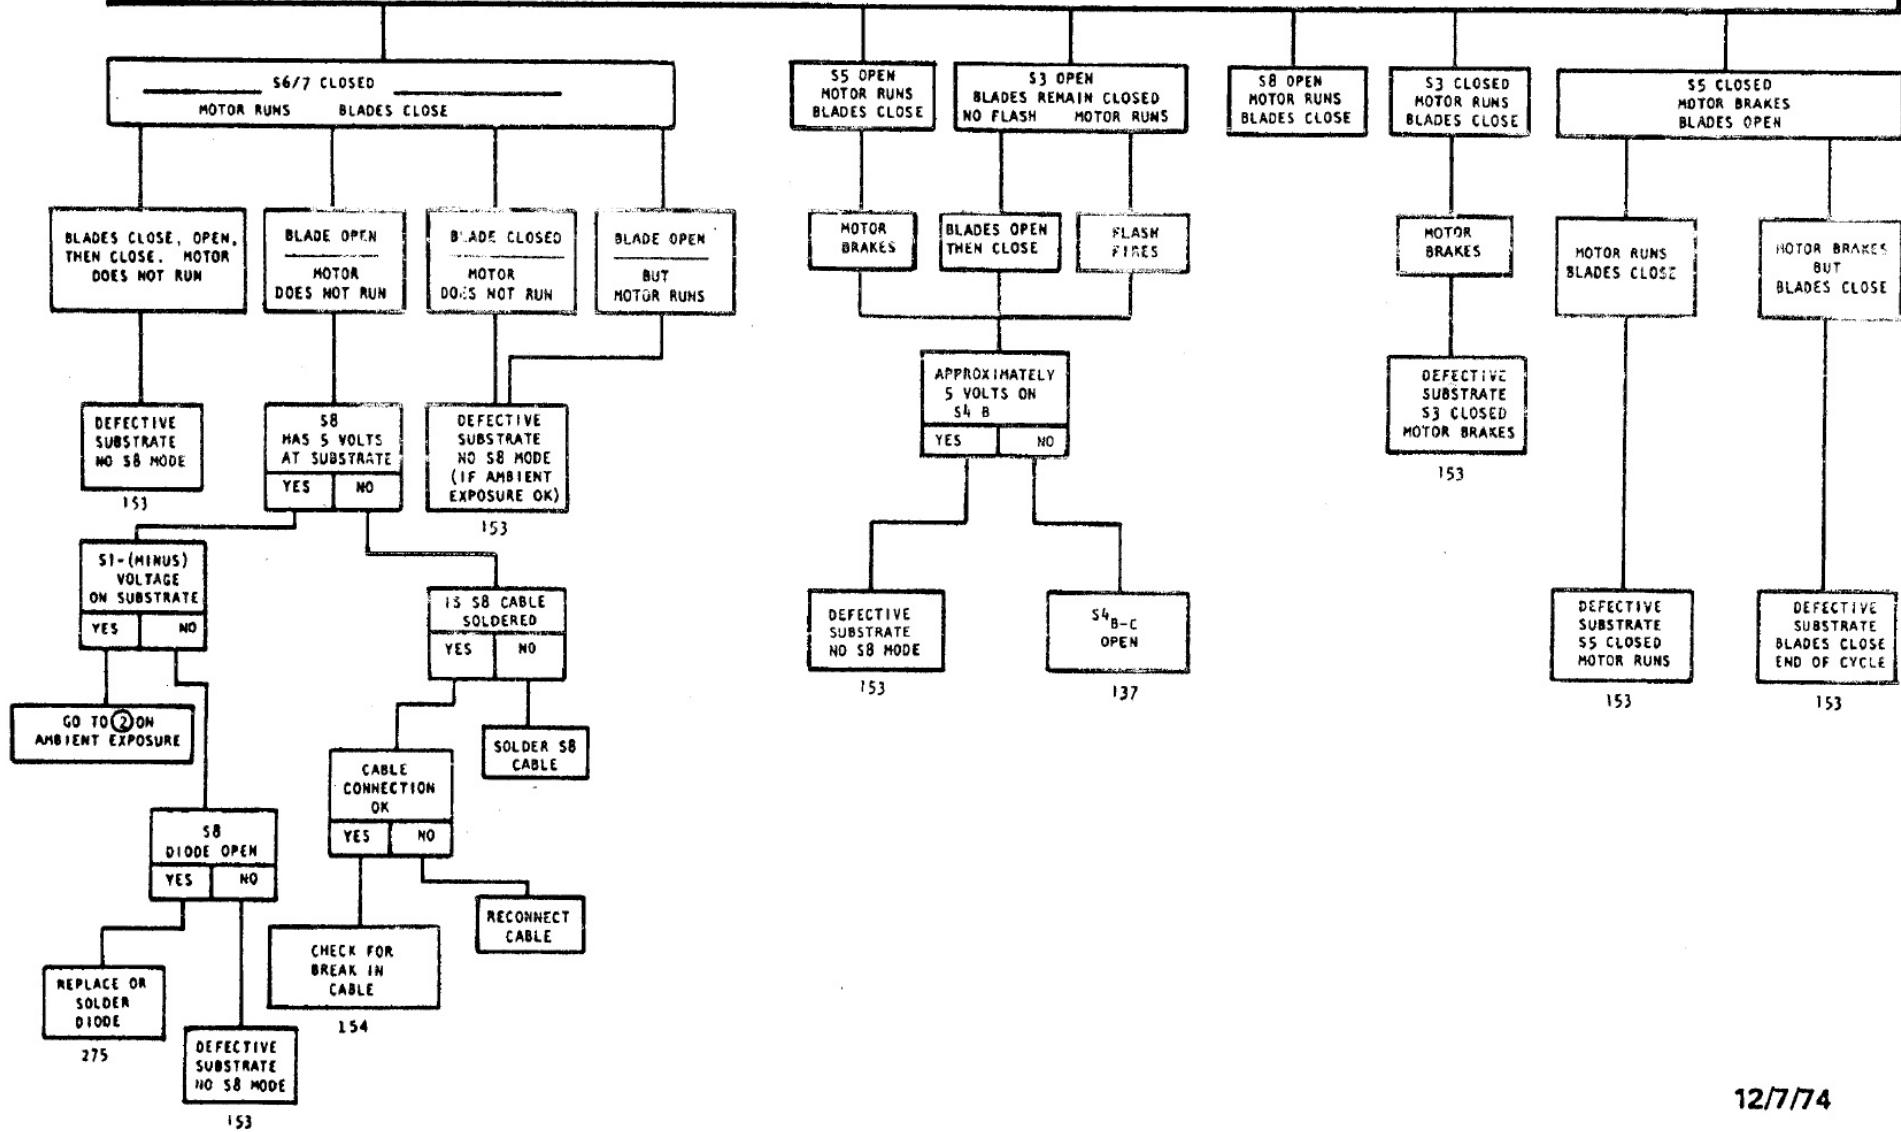 S6/7 CLOSED
MOTOR RUNS BLADES CLOSE
S5 OPEN
MOTOR RUNS
BLADES CLOSE
S3 OPEN
BLADES REMAIN CLOSED
NO FLASH MOTOR RUNS
S8 OPEN
MOTOR RUNS
BLADES CLOSE
S3 CLOSED
MOTOR RUNS
BLADES CLOSE
S5 CLOSED
MOTOR BRAKES
BLADES OPEN
BLADES CLOSE, OPEN,
THEN CLOSE. MOTOR
DOES NOT RUN
BLADE OPEN
MOTOR
DOES NOT RUN
BLADE CLOSED
MOTOR
DOES NOT RUN
BLADE OPEN
BUT
MOTOR RUNS
MOTOR
BRAKES
BLADES OPEN
THEN CLOSE
FLASH
FIRES
MOTOR
BRAKES
MOTOR RUNS
BLADES CLOSE
MOTOR BRAKES
BUT
BLADES CLOSE
DEFECTIVE
SUBSTRATE
NO S8 MODE
153
S8
HAS 5 VOLTS
AT SUBSTRATE
YES NO
DEFECTIVE
SUBSTRATE
NO S8 MODE
(IF AMBIENT
EXPOSURE OK)
153
APPROXIMATELY
5 VOLTS ON
S4 B
YES NO
DEFECTIVE
SUBSTRATE
S3 CLOSED
MOTOR BRAKES
153
S1-(MINUS)
VOLTAGE
ON SUBSTRATE
YES NO
IS S8 CABLE
SOLDERED
YES NO
DEFECTIVE
SUBSTRATE
NO S8 MODE
153
S4B-C
OPEN
137
DEFECTIVE
SUBSTRATE
S5 CLOSED
MOTOR RUNS
153
DEFECTIVE
SUBSTRATE
BLADES CLOSE
END OF CYCLE
153
GO TO 2 ON
AMBIENT EXPOSURE
SOLDER S8
CABLE
CABLE
CONNECTION
OK
YES NO
S8
DIODE OPEN
YES NO
RECONNECT
CABLE
CHECK FOR
BREAK IN
CABLE
154
REPLACE OR
SOLDER
DIODE
275
DEFECTIVE
SUBSTRATE
NO S8 MODE
153
12/7/74